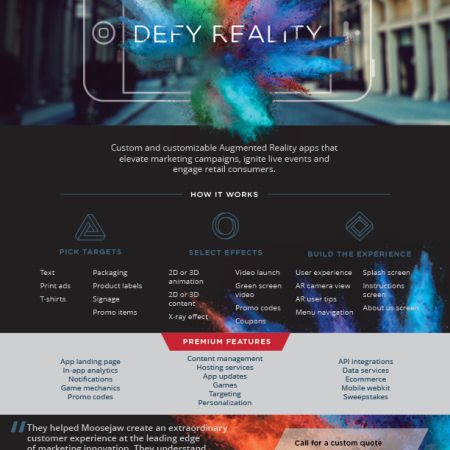 DEFY REALITY
Custom and customizable Augmented Reality apps that
elevate marketing campaigns, ignite live events and
engage retail consumers.
HOW IT WORKS
PICK TARGETS
Text
Print ads
T-shirts
Packaging
Product labels
Signage
Promo items
SELECT EFFECTS
2D or 3D
animation
2D or 3D
content
X-ray effect
Video launch
Green screen
video
Promo codes
Coupons
BUILD THE EXPERIENCE
User experience
AR camera view
AR user tips
Menu navigation
Splash screen
Instructions
screen
About us screen
PREMIUM FEATURES
App landing page
In-app analytics
Notifications
Game mechanics
Promo codes
Content management
Hosting services
App updates
Games
Targeting
Personalization
API integrations
Data services
Ecommerce
Mobile webkit
Sweepstakes
They helped Moosejaw create an extraordinary
customer experience at the leading edge
of marketing innovation. They understand
Call for a custom quote